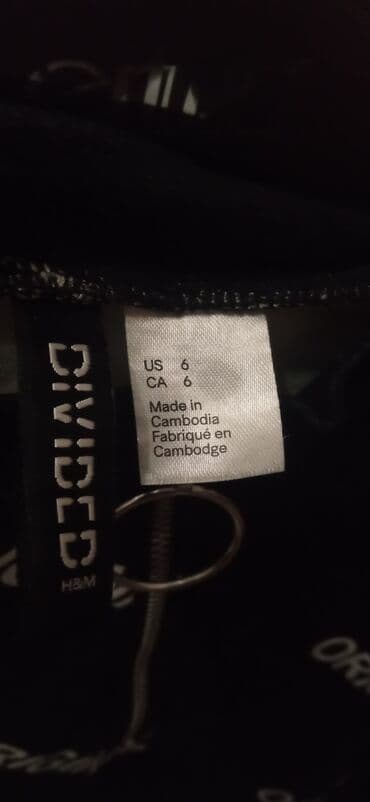 DIVIDED
H&M
US 6
CA 6
Made in
Cambodia
Fabriqué en
Cambodge